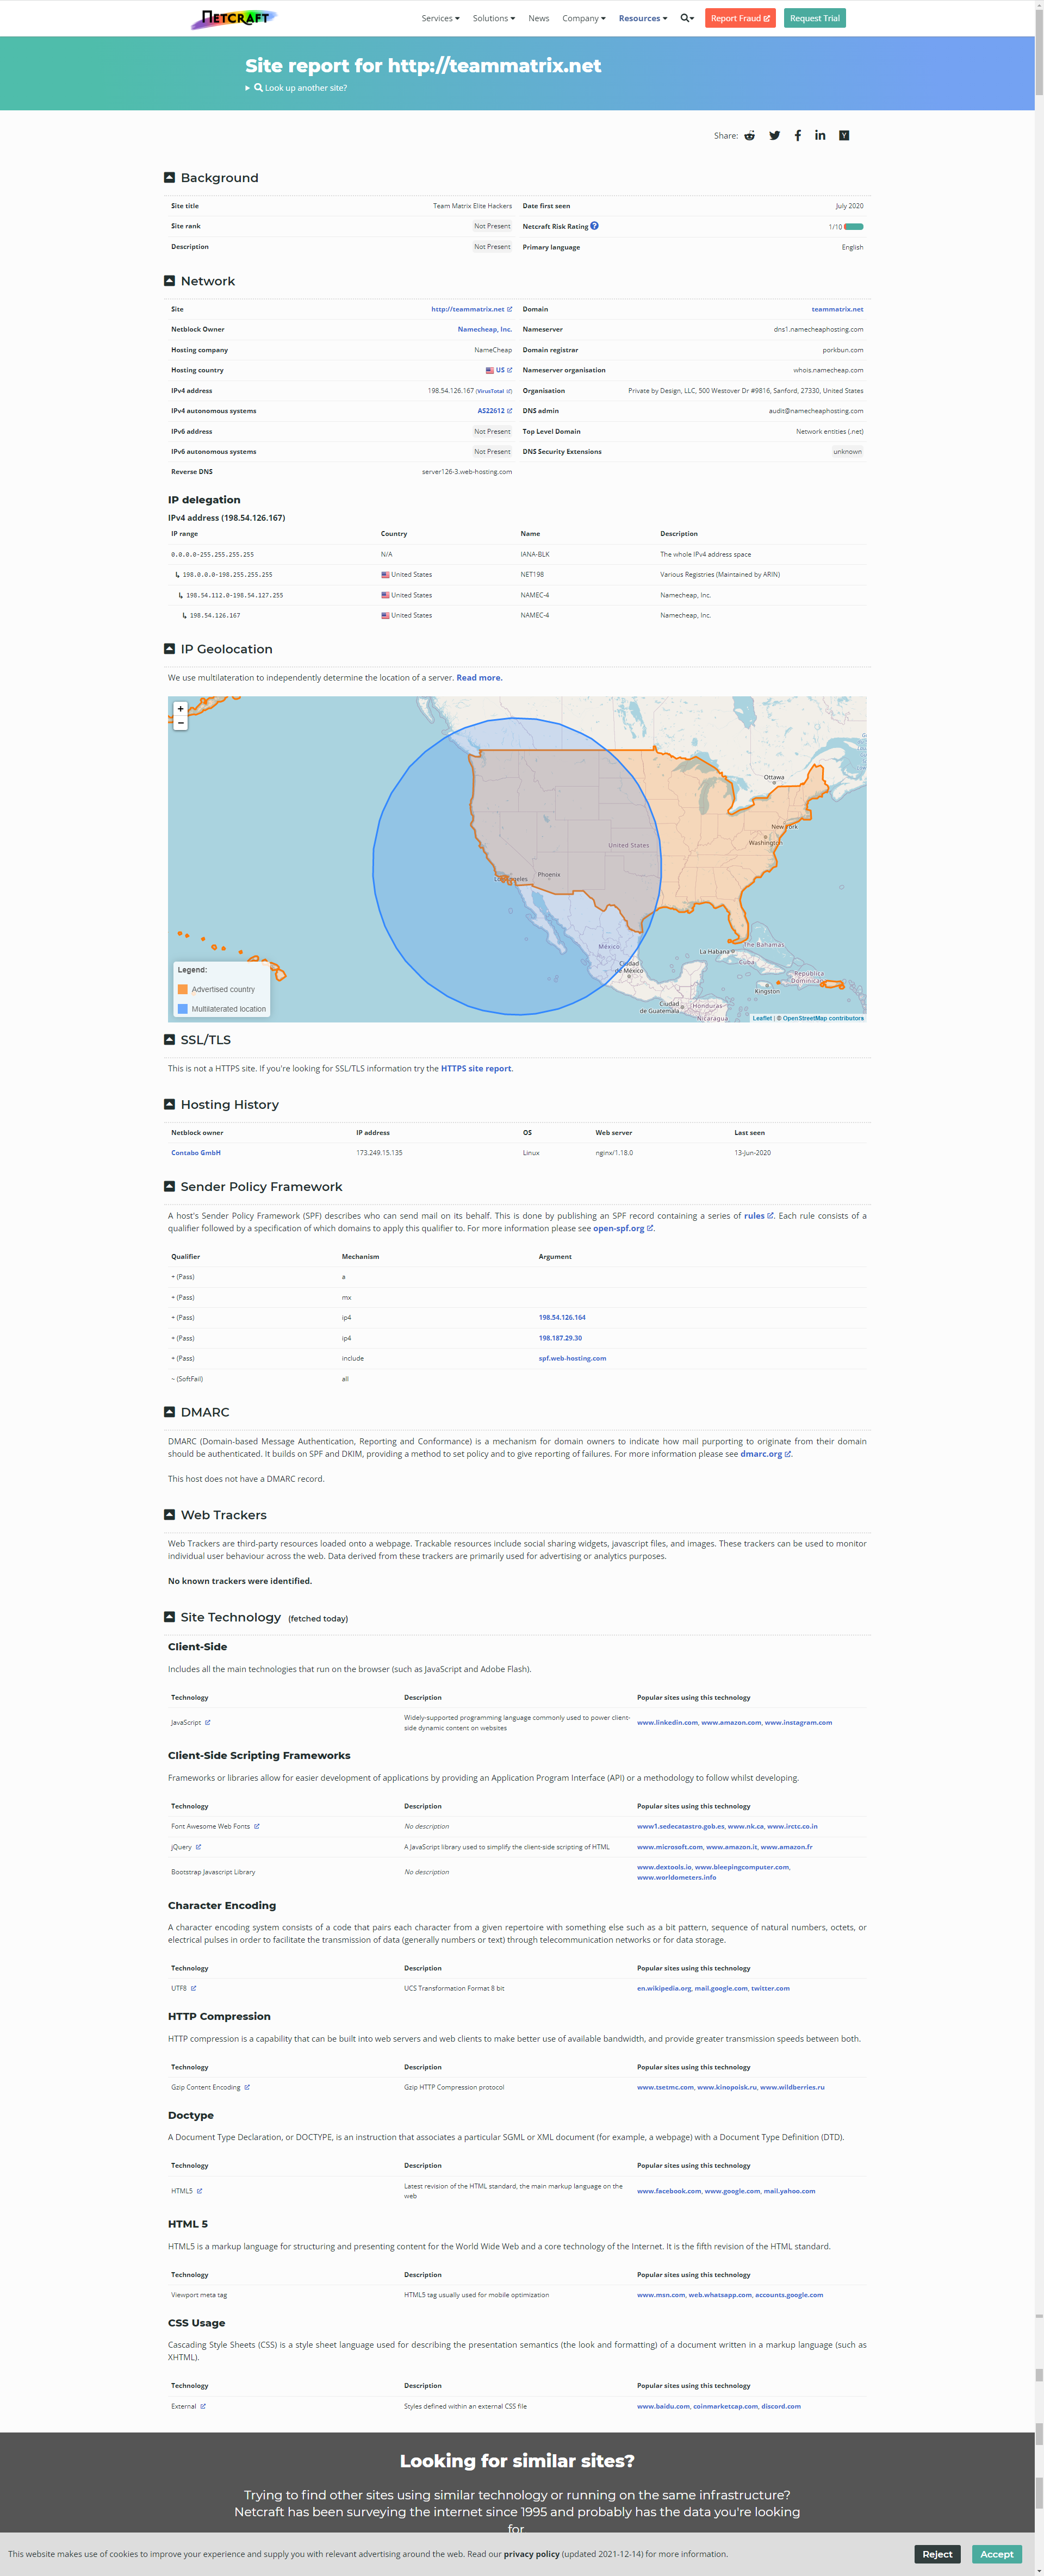 NETCRAFT
Services Solutions News Company Resources Report Fraud Request Trial
Site report for http://teammatrix.net
Look up another site?
Share:
Background
Site title Team Matrix Elite Hackers Date first seen July 2020
Site rank Not Present Netcraft Risk Rating ? 1/10
Description Not Present Primary language English
Network
Site http://teammatrix.net Domain teammatrix.net
Netblock Owner Namecheap, Inc. Nameserver dns1.namecheaphosting.com
Hosting company NameCheap Domain registrar porkbun.com
Hosting country US Nameserver organisation whois.namecheap.com
IPv4 address 198.54.126.167 (VirusTotal) Organisation Private by Design, LLC, 500 Westover Dr #9816, Sanford, 27330, United States
IPv4 autonomous systems AS22612 DNS admin audit@namecheaphosting.com
IPv6 address Not Present Top Level Domain Network entities (.net)
IPv6 autonomous systems Not Present DNS Security Extensions unknown
Reverse DNS server126-3.web-hosting.com
IP delegation
IPv4 address (198.54.126.167)
IP range Country Name Description
0.0.0.0-255.255.255.255 N/A IANA-BLK The whole IPv4 address space
↳ 198.0.0.0-198.255.255.255 United States NET198 Various Registries (Maintained by ARIN)
↳ 198.54.112.0-198.54.127.255 United States NAMEC-4 Namecheap, Inc.
↳ 198.54.126.167 United States NAMEC-4 Namecheap, Inc.
IP Geolocation
We use multilateration to independently determine the location of a server. Read more.
+
−
Ottawa
New York
Washington
United States
Phoenix
Los Angeles
México
La Habana
The Bahamas
Cuba
Ciudad
de México
República
Dominicana
Kingston
Ciudad
de Guatemala
Honduras
Nicaragua
Legend:
Advertised country
Multilaterated location
Leaflet | © OpenStreetMap contributors
SSL/TLS
This is not a HTTPS site. If you're looking for SSL/TLS information try the HTTPS site report.
Hosting History
Netblock owner IP address OS Web server Last seen
Contabo GmbH 173.249.15.135 Linux nginx/1.18.0 13-Jun-2020
Sender Policy Framework
A host's Sender Policy Framework (SPF) describes who can send mail on its behalf. This is done by publishing an SPF record containing a series of rules. Each rule consists of a
qualifier followed by a specification of which domains to apply this qualifier to. For more information please see open-spf.org.
Qualifier Mechanism Argument
+ (Pass) a
+ (Pass) mx
+ (Pass) ip4 198.54.126.164
+ (Pass) ip4 198.187.29.30
+ (Pass) include spf.web-hosting.com
~ (SoftFail) all
DMARC
DMARC (Domain-based Message Authentication, Reporting and Conformance) is a mechanism for domain owners to indicate how mail purporting to originate from their domain
should be authenticated. It builds on SPF and DKIM, providing a method to set policy and to give reporting of failures. For more information please see dmarc.org.
This host does not have a DMARC record.
Web Trackers
Web Trackers are third-party resources loaded onto a webpage. Trackable resources include social sharing widgets, javascript files, and images. These trackers can be used to monitor
individual user behaviour across the web. Data derived from these trackers are primarily used for advertising or analytics purposes.
No known trackers were identified.
Site Technology (fetched today)
Client-Side
Includes all the main technologies that run on the browser (such as JavaScript and Adobe Flash).
Technology Description Popular sites using this technology
JavaScript Widely-supported programming language commonly used to power client-
side dynamic content on websites www.linkedin.com, www.amazon.com, www.instagram.com
Client-Side Scripting Frameworks
Frameworks or libraries allow for easier development of applications by providing an Application Program Interface (API) or a methodology to follow whilst developing.
Technology Description Popular sites using this technology
Font Awesome Web Fonts No description www1.sedecatastro.gob.es, www.nk.ca, www.irctc.co.in
jQuery A JavaScript library used to simplify the client-side scripting of HTML www.microsoft.com, www.amazon.it, www.amazon.fr
Bootstrap Javascript Library No description www.dextools.io, www.bleepingcomputer.com,
www.worldometers.info
Character Encoding
A character encoding system consists of a code that pairs each character from a given repertoire with something else such as a bit pattern, sequence of natural numbers, octets, or
electrical pulses in order to facilitate the transmission of data (generally numbers or text) through telecommunication networks or for data storage.
Technology Description Popular sites using this technology
UTF8 UCS Transformation Format 8 bit en.wikipedia.org, mail.google.com, twitter.com
HTTP Compression
HTTP compression is a capability that can be built into web servers and web clients to make better use of available bandwidth, and provide greater transmission speeds between both.
Technology Description Popular sites using this technology
Gzip Content Encoding Gzip HTTP Compression protocol www.tsetmc.com, www.kinopoisk.ru, www.wildberries.ru
Doctype
A Document Type Declaration, or DOCTYPE, is an instruction that associates a particular SGML or XML document (for example, a webpage) with a Document Type Definition (DTD).
Technology Description Popular sites using this technology
HTML5 Latest revision of the HTML standard, the main markup language on the
web www.facebook.com, www.google.com, mail.yahoo.com
HTML 5
HTML5 is a markup language for structuring and presenting content for the World Wide Web and a core technology of the Internet. It is the fifth revision of the HTML standard.
Technology Description Popular sites using this technology
Viewport meta tag HTML5 tag usually used for mobile optimization www.msn.com, web.whatsapp.com, accounts.google.com
CSS Usage
Cascading Style Sheets (CSS) is a style sheet language used for describing the presentation semantics (the look and formatting) of a document written in a markup language (such as
XHTML).
Technology Description Popular sites using this technology
External Styles defined within an external CSS file www.baidu.com, coinmarketcap.com, discord.com
Looking for similar sites?
Trying to find other sites using similar technology or running on the same infrastructure?
Netcraft has been surveying the internet since 1995 and probably has the data you're looking
for.
This website makes use of cookies to improve your experience and supply you with relevant advertising around the web. Read our privacy policy (updated 2021-12-14) for more information.
Reject Accept